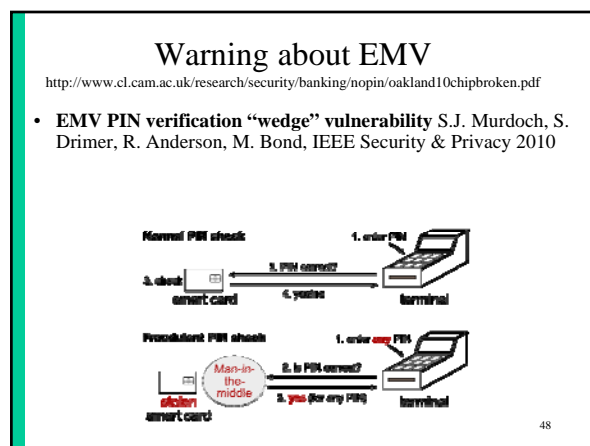 Warning about EMV
http://www.cl.cam.ac.uk/research/security/banking/nopin/oakland10chipbroken.pdf
• EMV PIN verification “wedge” vulnerability S.J. Murdoch, S.
Drimer, R. Anderson, M. Bond, IEEE Security & Privacy 2010
Normal PIN check
1. enter PIN
2. PIN correct?
3. check
4. yes/no
smart card
terminal
Fraudulent PIN check
1. enter any PIN
Man-in-
the-
middle
2. is PIN correct?
3. yes (for any PIN)
stolen
smart card
terminal
48